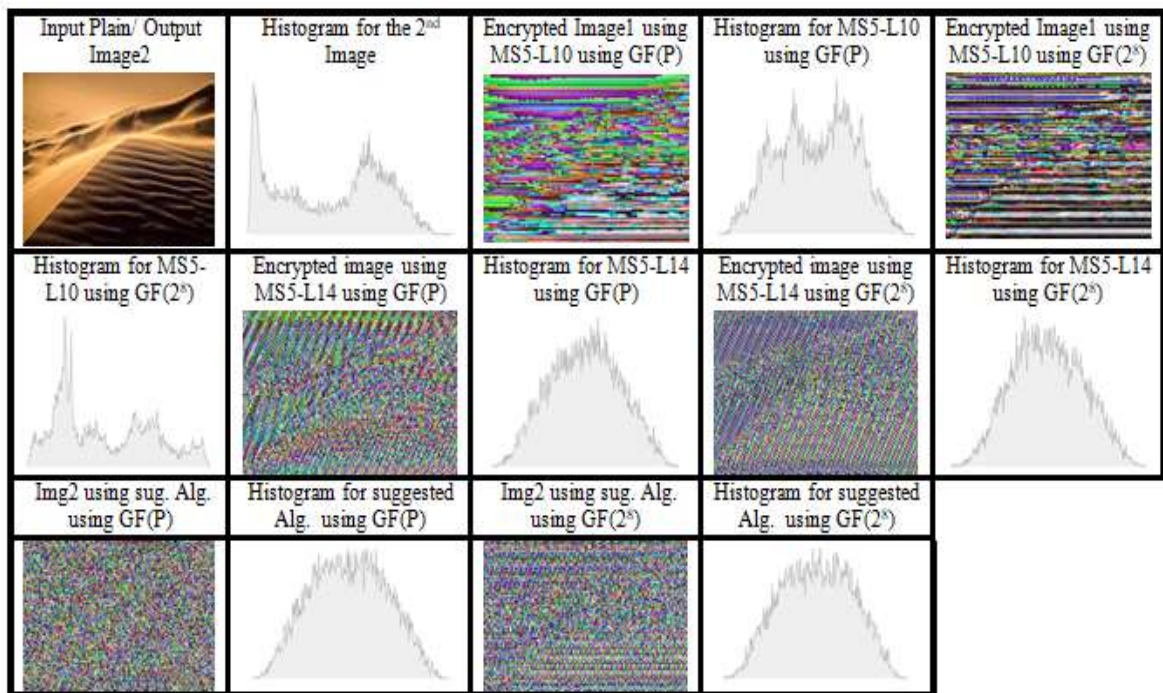 Input Plain/ Output
Image2
Histogram for the 2nd
Image
Encrypted Image1 using
MS5-L10 using GF(P)
Histogram for MS5-L10
using GF(P)
Encrypted Image1 using
MS5-L10 using GF(2⁸)
Histogram for MS5-
L10 using GF(2⁸)
Encrypted image using
MS5-L14 using GF(P)
Histogram for MS5-L14
using GF(P)
Encrypted image using
MS5-L14 using GF(2⁸)
Histogram for MS5-L14
using GF(2⁸)
Img2 using sug. Alg.
using GF(P)
Histogram for suggested
Alg. using GF(P)
Img2 using sug. Alg.
using GF(2⁸)
Histogram for suggested
Alg. using GF(2⁸)